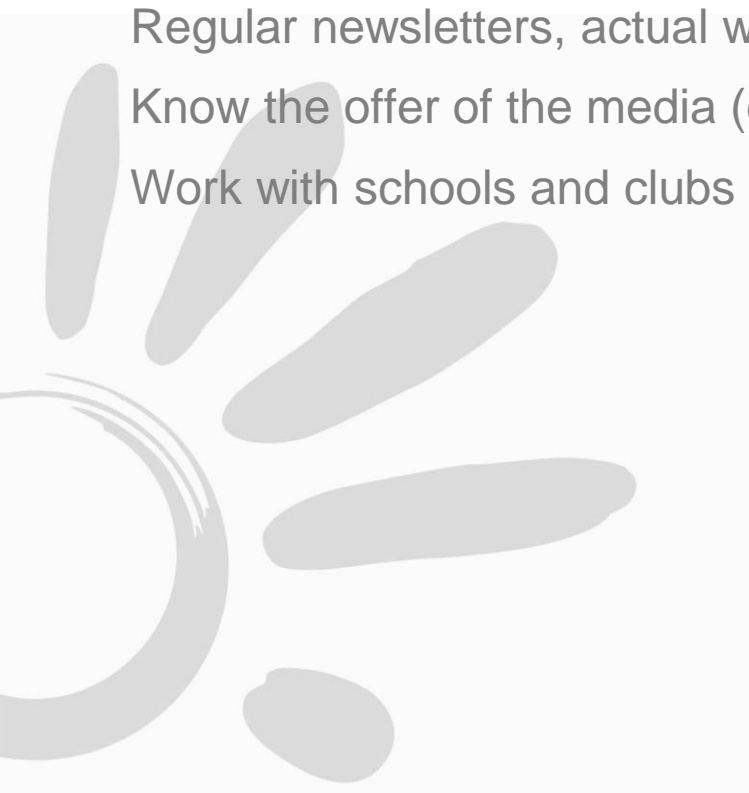 Regular newsletters, actual
Know the offer of the media
Work with schools and clubs